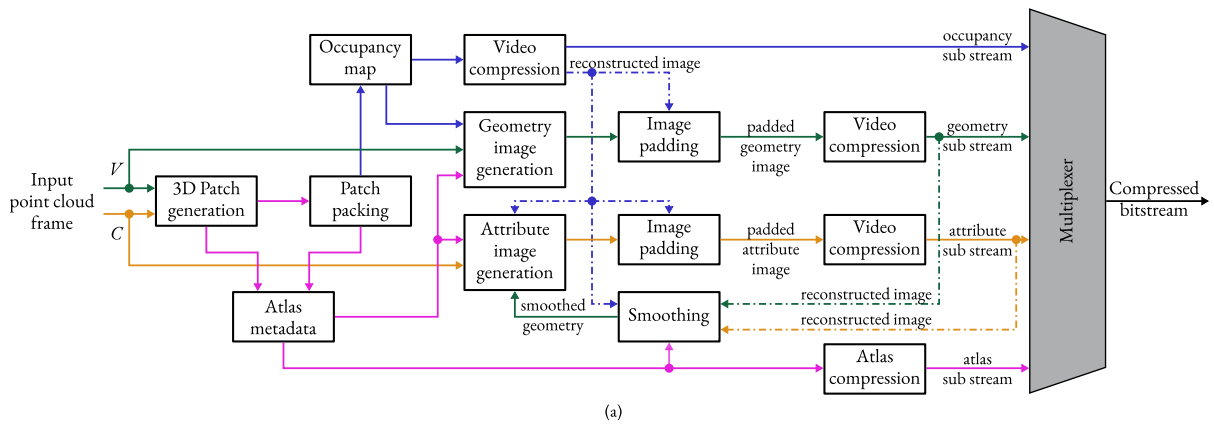 Occupancy
map
Video
compression
occupancy
sub stream
reconstructed image
Geometry
image
generation
Image
padding
padded
geometry
image
Video
compression
geometry
sub stream
V
Input
point cloud
frame
C
3D Patch
generation
Patch
packing
Multiplexer
Compressed
bitstream
Attribute
image
generation
Image
padding
padded
attribute
image
Video
compression
attribute
sub stream
Atlas
metadata
smoothed
geometry
Smoothing
reconstructed image
reconstructed image
Atlas
compression
atlas
sub stream
(a)